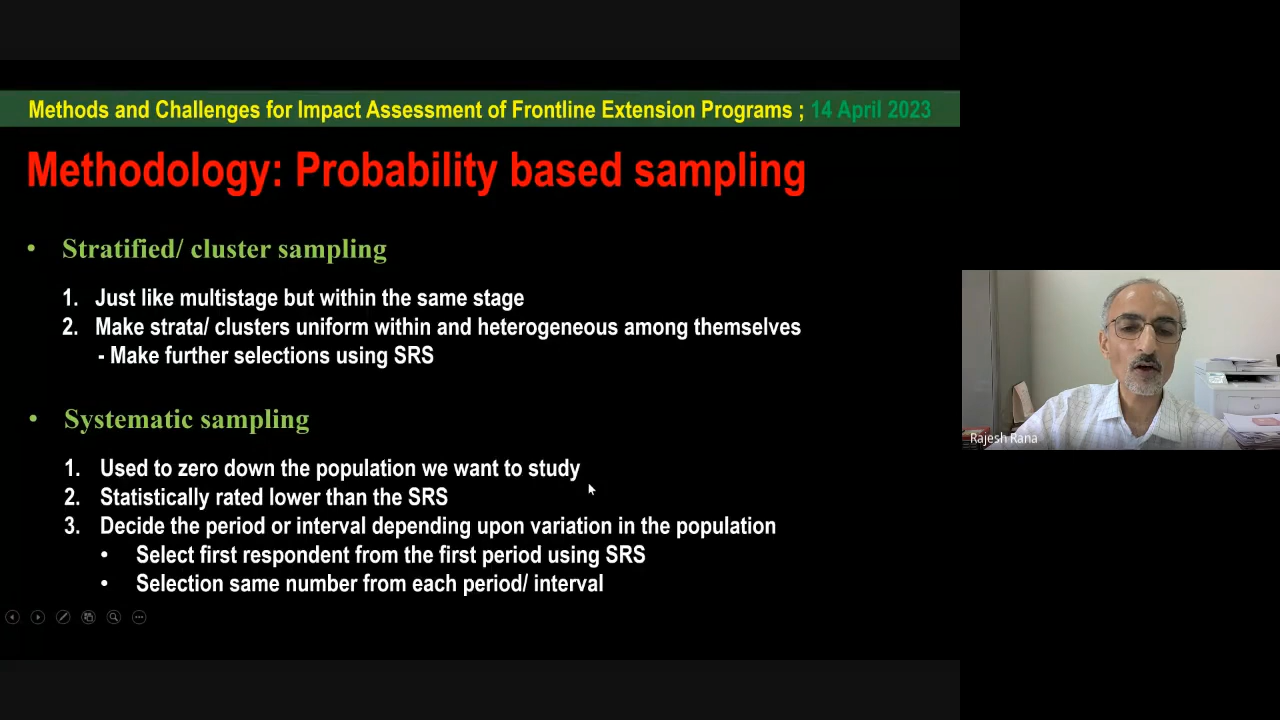 Methods and Challenges for Impact Assessment of Frontline Extension Programs ; 14 April 2023
Methodology: Probability based sampling
• Stratified/ cluster sampling
1. Just like multistage but within the same stage
2. Make strata/ clusters uniform within and heterogeneous among themselves
- Make further selections using SRS
• Systematic sampling
1. Used to zero down the population we want to study
2. Statistically rated lower than the SRS
3. Decide the period or interval depending upon variation in the population
• Select first respondent from the first period using SRS
• Selection same number from each period/ interval
Rajesh Rana